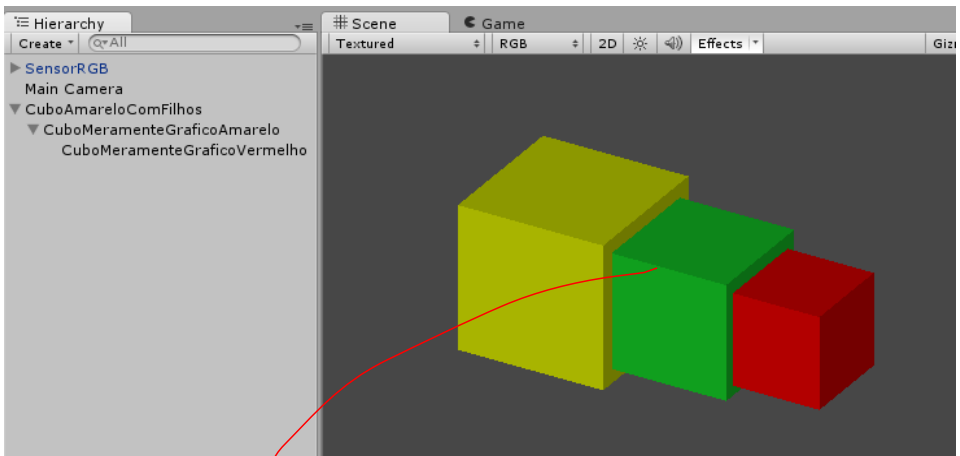 Hierarchy
Create
All
SensorRGB
Main Camera
CuboAmareloComFilhos
CuboMeramenteGraficoAmarelo
CuboMeramenteGraficoVermelho
Scene Game
Textured RGB 2D Effects Giz